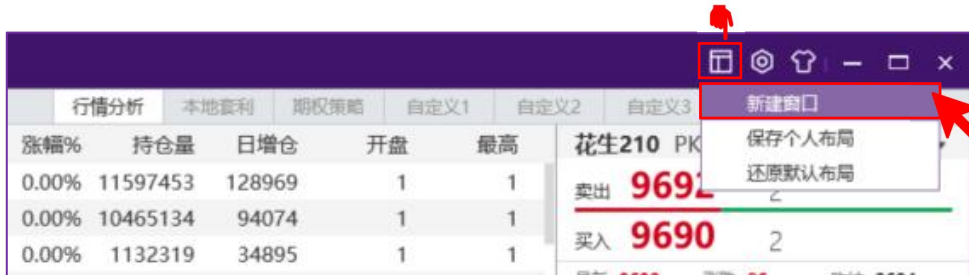 新建窗口
保存个人布局
还原默认布局
行情分析 本地套利 期权策略 自定义1 自定义2 自定义3
涨幅% 持仓量 日增仓 开盘 最高
0.00% 11597453 128969 1 1
0.00% 10465134 94074 1 1
0.00% 1132319 34895 1 1
花生210 PK
卖出 9692 2
买入 9690 2